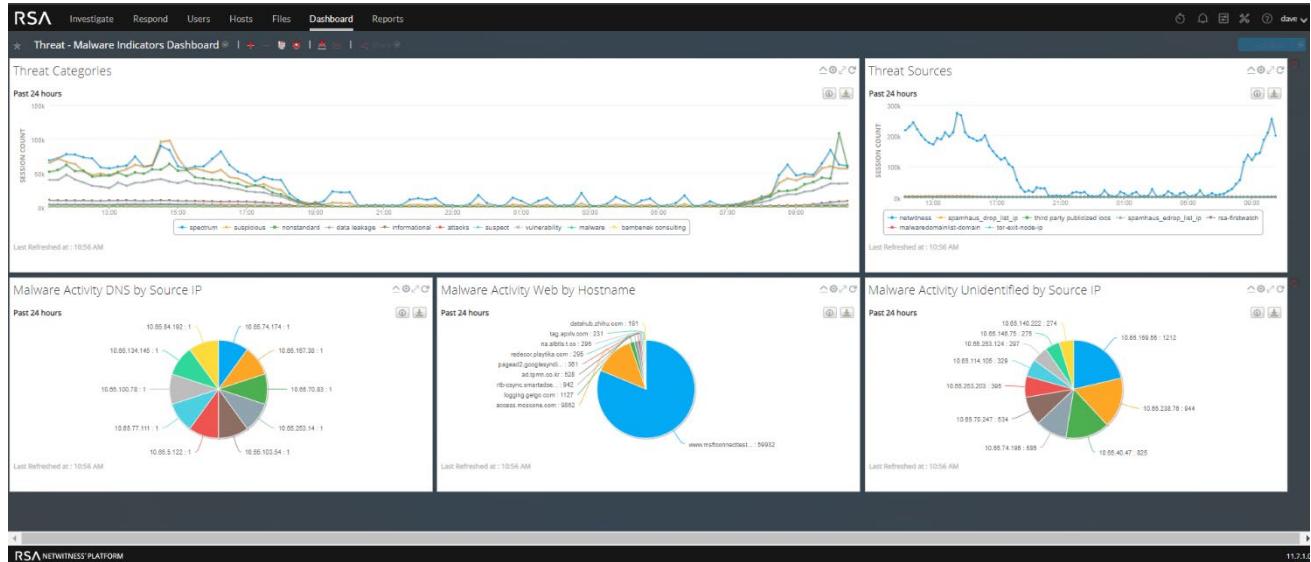 RSA Investigate Respond Users Hosts Files Dashboard Reports dave
Threat - Malware Indicators Dashboard
Threat Categories
Past 24 hours
SESSION COUNT
100k
50k
0k
13:00 15:00 17:00 19:00 21:00 01:00 03:00 05:00 07:00 09:00
spectrum suspicious nonstandard data leakage informational attacks suspect vulnerability malware bambenek consulting
Last Refreshed at : 10:56 AM
Threat Sources
Past 24 hours
SESSION COUNT
300k
200k
100k
0k
13:00 17:00 21:00 01:00 09:00
netwitness spamhaus_drop_list_ip third party publicized iocs spamhaus_edrop_list_ip rsa-firstwatch
malwaredomainlist-domain tor-exit-node-ip
Last Refreshed at : 10:56 AM
Malware Activity DNS by Source IP
Past 24 hours
10.65.84.192 : 1
10.65.74.174 : 1
10.65.134.145 : 1
10.65.167.38 : 1
10.65.100.78 : 1
10.65.70.83 : 1
10.65.77.111 : 1
10.65.253.14 : 1
10.65.5.122 : 1
10.65.103.54 : 1
Last Refreshed at : 10:56 AM
Malware Activity Web by Hostname
Past 24 hours
datahub.zhihu.com : 191
tag.apxlv.com : 231
na.albtls.t.co : 295
redecor.playtika.com : 295
pagead2.googlesyndi... : 361
ad.tpmn.co.kr : 628
rtb-csync.smartadse... : 942
logging.getgo.com : 1127
access.moscone.com : 9862
www.msftconnecttest... : 59932
Last Refreshed at : 10:56 AM
Malware Activity Unidentified by Source IP
Past 24 hours
10.65.140.222 : 274
10.65.148.75 : 275
10.65.253.124 : 297
10.65.114.105 : 329
10.65.253.203 : 395
10.65.70.247 : 534
10.65.74.196 : 595
10.65.169.56 : 1212
10.65.238.76 : 944
10.65.40.47 : 825
Last Refreshed at : 10:56 AM
RSA NETWITNESS PLATFORM
11.7.1.0